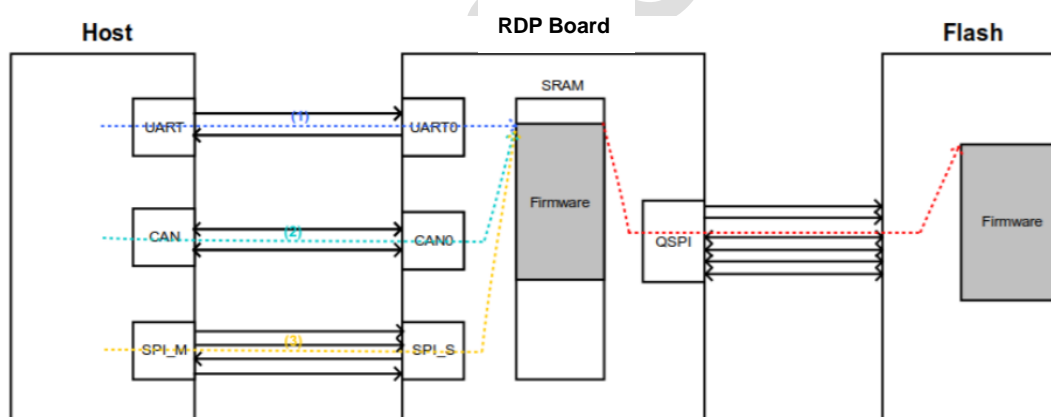 Host
RDP Board
Flash
SRAM
UART
(1)
UART0
Firmware
CAN
(2)
CAN0
QSPI
Firmware
SPI_M
(3)
SPI_S